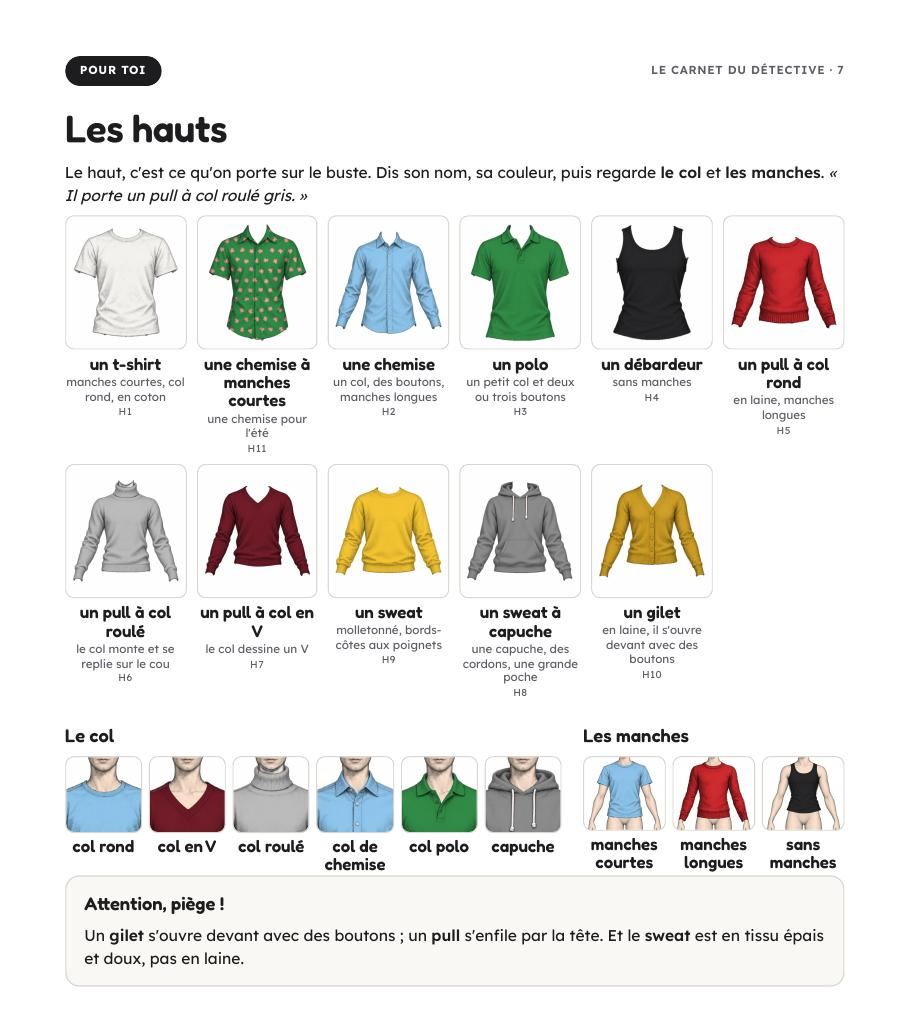 POUR TOI
LE CARNET DU DÉTECTIVE · 7
Les hauts
Le haut, c'est ce qu'on porte sur le buste. Dis son nom, sa couleur, puis regarde le col et les manches. «
Il porte un pull à col roulé gris. »
un t-shirt
manches courtes, col
rond, en coton
H1
une chemise à
manches
courtes
une chemise pour
l'été
H11
une chemise
un col, des boutons,
manches longues
H2
un polo
un petit col et deux
ou trois boutons
H3
un débardeur
sans manches
H4
un pull à col
rond
en laine, manches
longues
H5
un pull à col
roulé
le col monte et se
replie sur le cou
H6
un pull à col en
V
le col dessine un V
H7
un sweat
molletonné, bords-
côtes aux poignets
H9
un sweat à
capuche
une capuche, des
cordons, une grande
poche
H8
un gilet
en laine, il s'ouvre
devant avec des
boutons
H10
Le col
col rond
col en V
col roulé
col de
chemise
col polo
capuche
Les manches
manches
courtes
manches
longues
sans
manches
Attention, piège !
Un gilet s'ouvre devant avec des boutons ; un pull s'enfile par la tête. Et le sweat est en tissu épais
et doux, pas en laine.